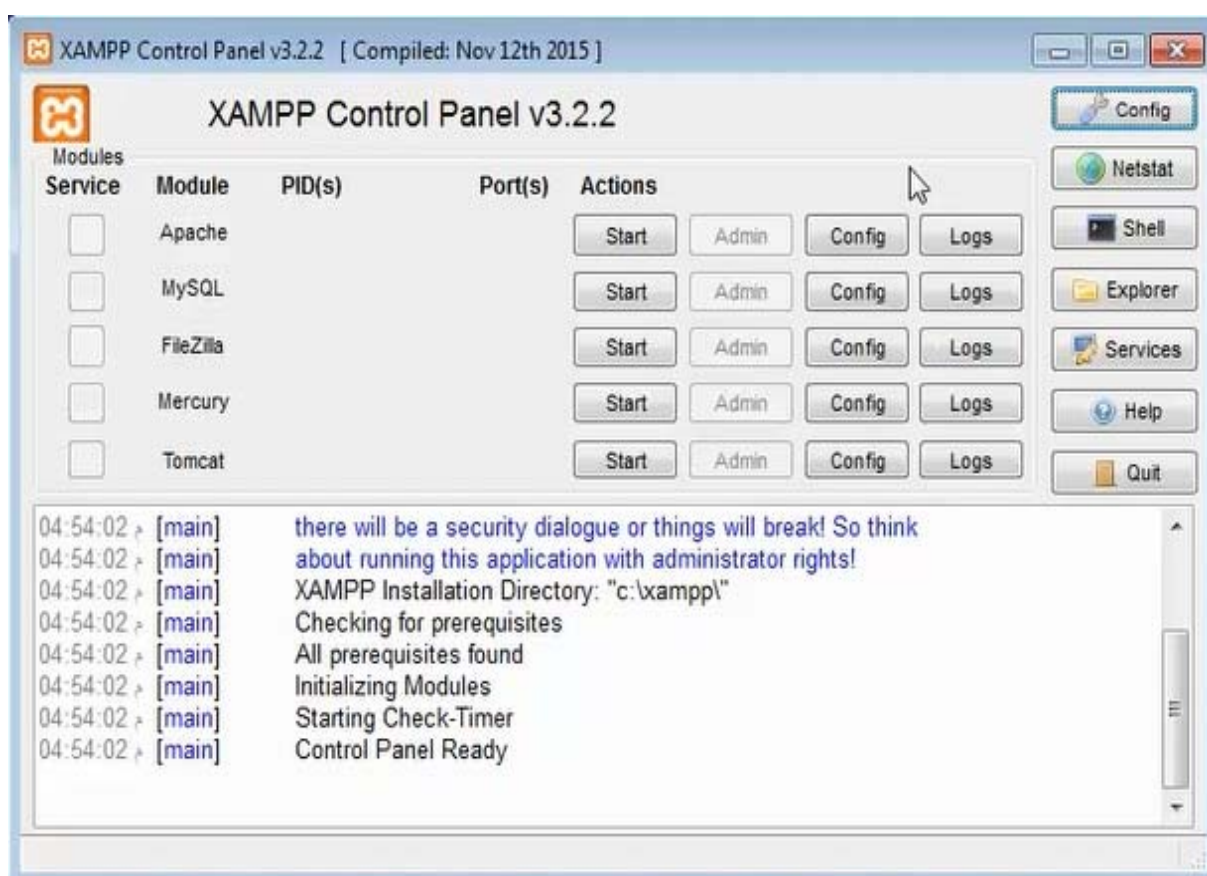 XAMPP Control Panel v3.2.2 [ Compiled: Nov 12th 2015 ]
XAMPP Control Panel v3.2.2
Config
Modules
Netstat
Service Module PID(s) Port(s) Actions
Apache Start Admin Config Logs
Shell
MySQL Start Admin Config Logs
Explorer
FileZilla Start Admin Config Logs
Services
Mercury Start Admin Config Logs
Help
Tomcat Start Admin Config Logs
Quit
04:54:02 م [main] there will be a security dialogue or things will break! So think
04:54:02 م [main] about running this application with administrator rights!
04:54:02 م [main] XAMPP Installation Directory: "c:\xampp\"
04:54:02 م [main] Checking for prerequisites
04:54:02 م [main] All prerequisites found
04:54:02 م [main] Initializing Modules
04:54:02 م [main] Starting Check-Timer
04:54:02 م [main] Control Panel Ready